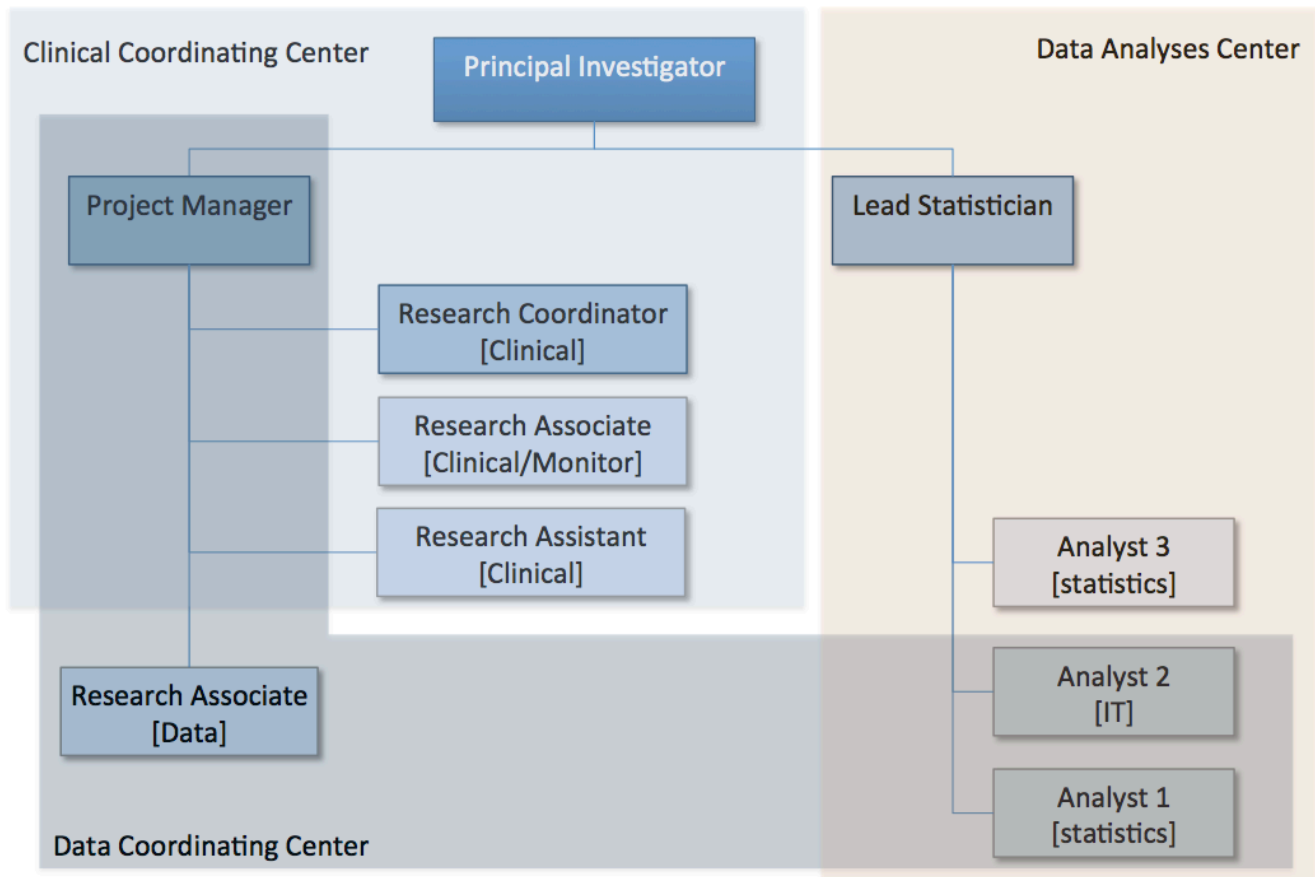 Clinical Coordinating Center
Principal Investigator
Data Analyses Center
Project Manager
Lead Statistician
Research Coordinator
[Clinical]
Research Associate
[Clinical/Monitor]
Research Assistant
[Clinical]
Analyst 3
[statistics]
Research Associate
[Data]
Analyst 2
[IT]
Analyst 1
[statistics]
Data Coordinating Center